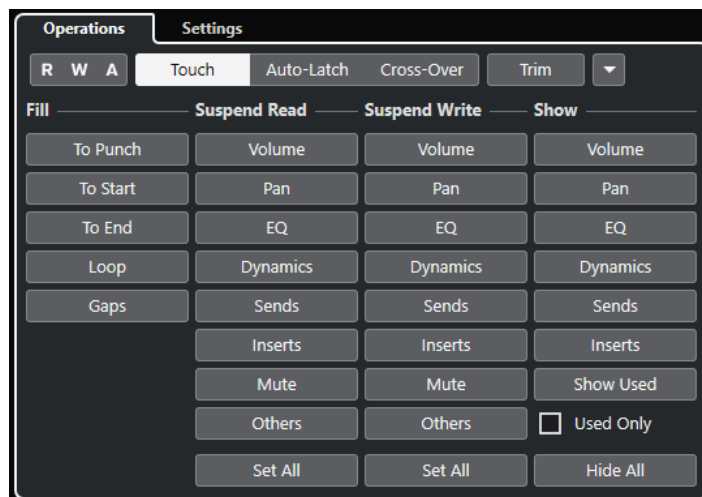 Operations Settings
R W A Touch Auto-Latch Cross-Over Trim
Fill Suspend Read Suspend Write Show
To Punch Volume Volume Volume
To Start Pan Pan Pan
To End EQ EQ EQ
Loop Dynamics Dynamics Dynamics
Gaps Sends Sends Sends
Inserts Inserts Inserts
Mute Mute Show Used
Others Others Used Only
Set All Set All Hide All